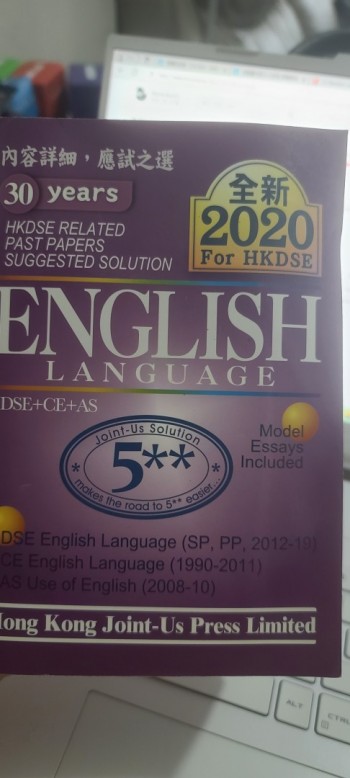 內容詳細，應試之選
30 years
HKDSE RELATED
PAST PAPERS
SUGGESTED SOLUTION
全新
2020
For HKDSE
ENGLISH
LANGUAGE
DSE+CE+AS
Joint-Us Solution
5**
makes the road to 5** easier...
Model
Essays
Included
DSE English Language (SP, PP, 2012-19)
CE English Language (1990-2011)
AS Use of English (2008-10)
Hong Kong Joint-Us Press Limited
ALT
CTRL